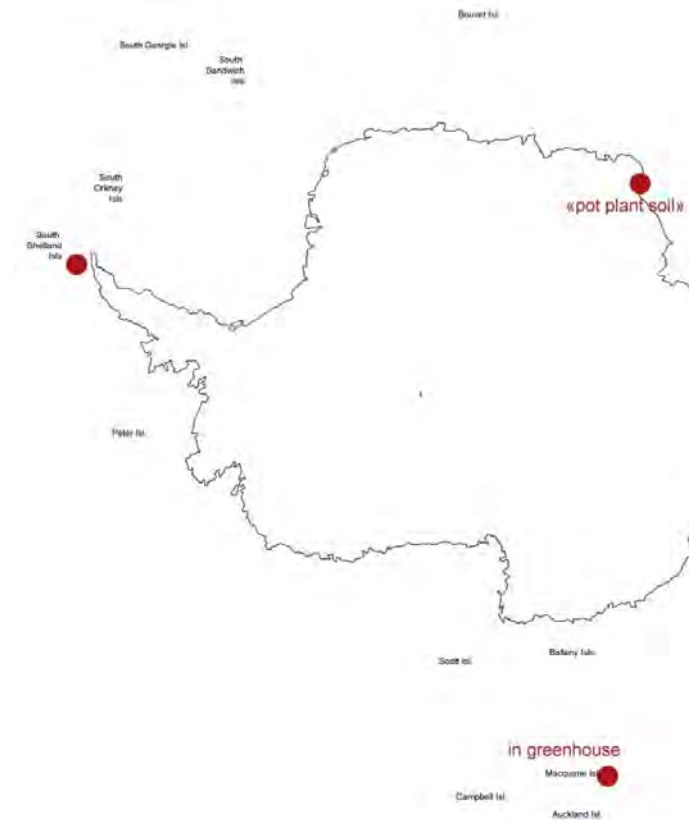 Bouvet Isl.
South Georgia Isl.
South
Sandwich
Isls
South
Orkney
Isls
«pot plant soil»
South
Shetland
Isls
Peter Isl.
Scott Isl.
Balleny Isls.
in greenhouse
Macquarie Isl.
Campbell Isl.
Auckland Isl.